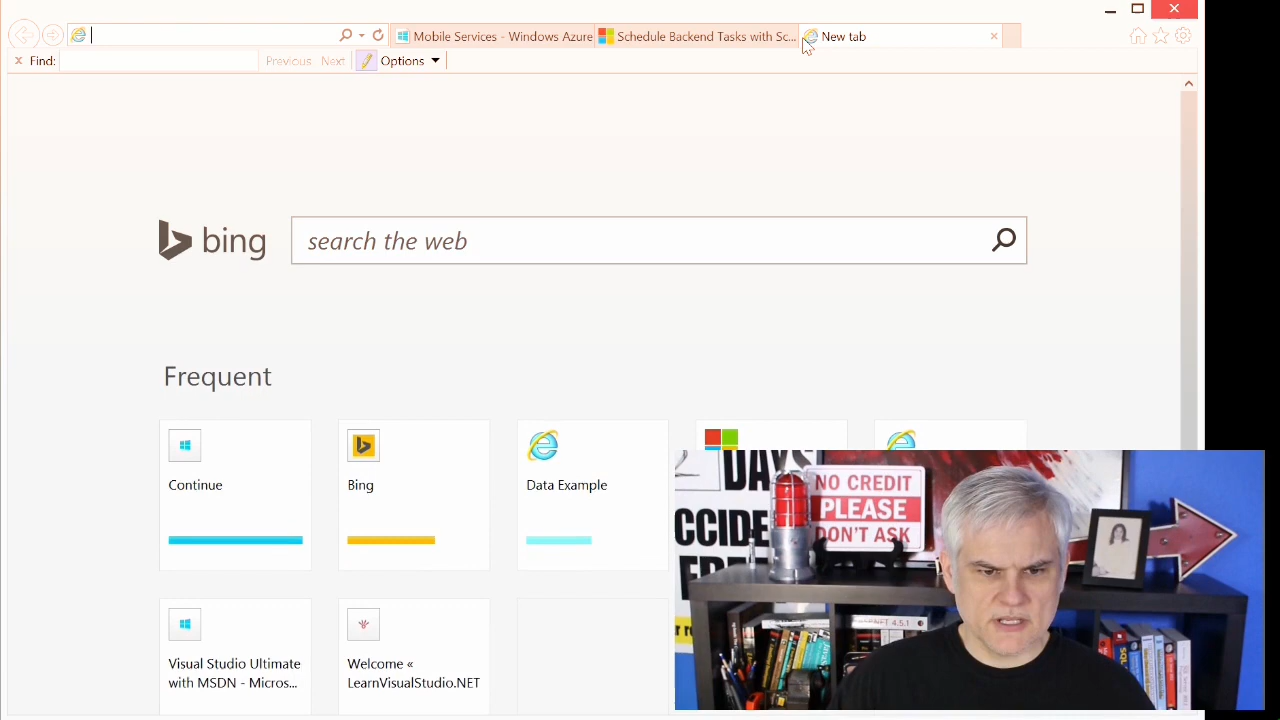 Mobile Services - Windows Azure
Schedule Backend Tasks with Sc...
New tab
Find:
Previous Next
Options
bing
search the web
Frequent
Continue
Bing
Data Example
Visual Studio Ultimate
with MSDN - Micros...
Welcome «
LearnVisualStudio.NET
DAYS
CCIDE
FRE
NO CREDIT
PLEASE
DON'T ASK